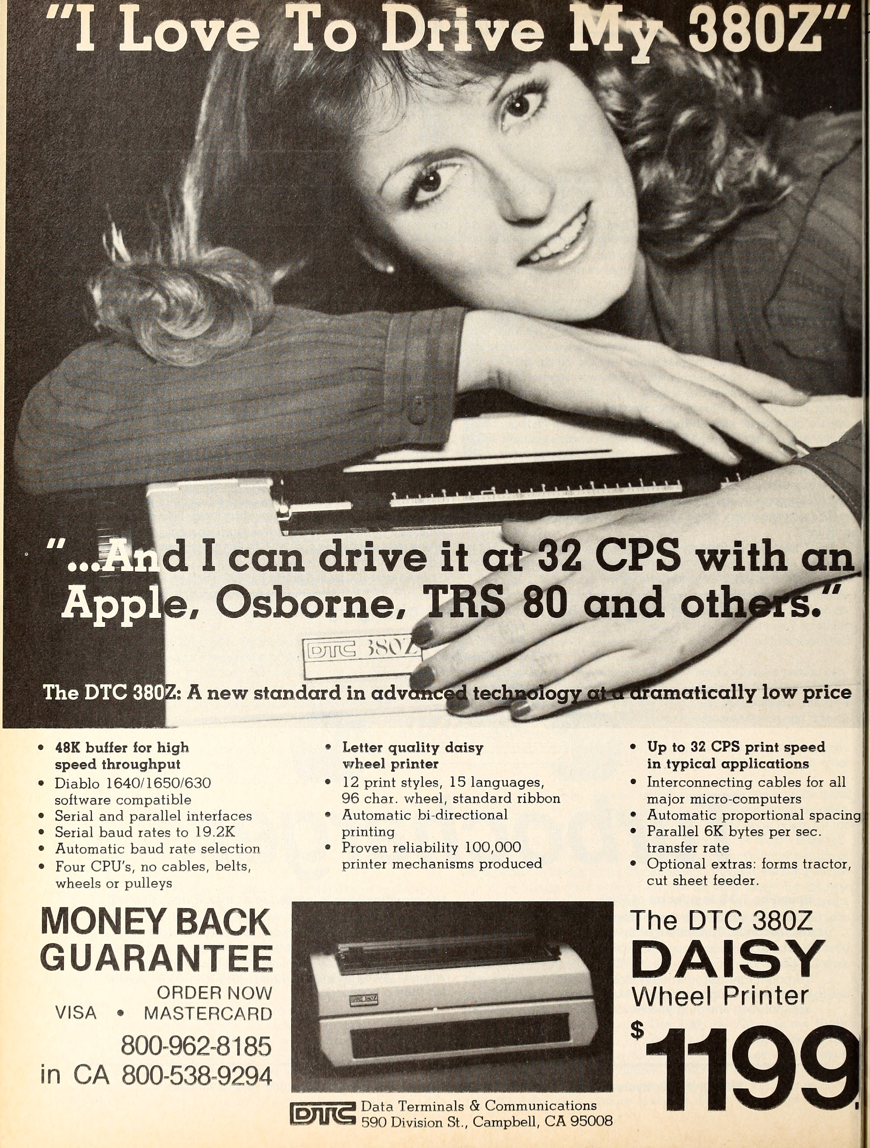 "I Love To Drive My 380Z"
"...And I can drive it at 32 CPS with an
Apple, Osborne, TRS 80 and others."
DTC 380Z
The DTC 380Z: A new standard in advanced technology at a dramatically low price
• 48K buffer for high
speed throughput
• Diablo 1640/1650/630
software compatible
• Serial and parallel interfaces
• Serial baud rates to 19.2K
• Automatic baud rate selection
• Four CPU's, no cables, belts,
wheels or pulleys
• Letter quality daisy
wheel printer
• 12 print styles, 15 languages,
96 char. wheel, standard ribbon
• Automatic bi-directional
printing
• Proven reliability 100,000
printer mechanisms produced
• Up to 32 CPS print speed
in typical applications
• Interconnecting cables for all
major micro-computers
• Automatic proportional spacing
• Parallel 6K bytes per sec.
transfer rate
• Optional extras: forms tractor,
cut sheet feeder.
MONEY BACK
GUARANTEE
ORDER NOW
VISA • MASTERCARD
800-962-8185
in CA 800-538-9294
DTC 380Z
DTC Data Terminals & Communications
590 Division St., Campbell, CA 95008
The DTC 380Z
DAISY
Wheel Printer
$1199.